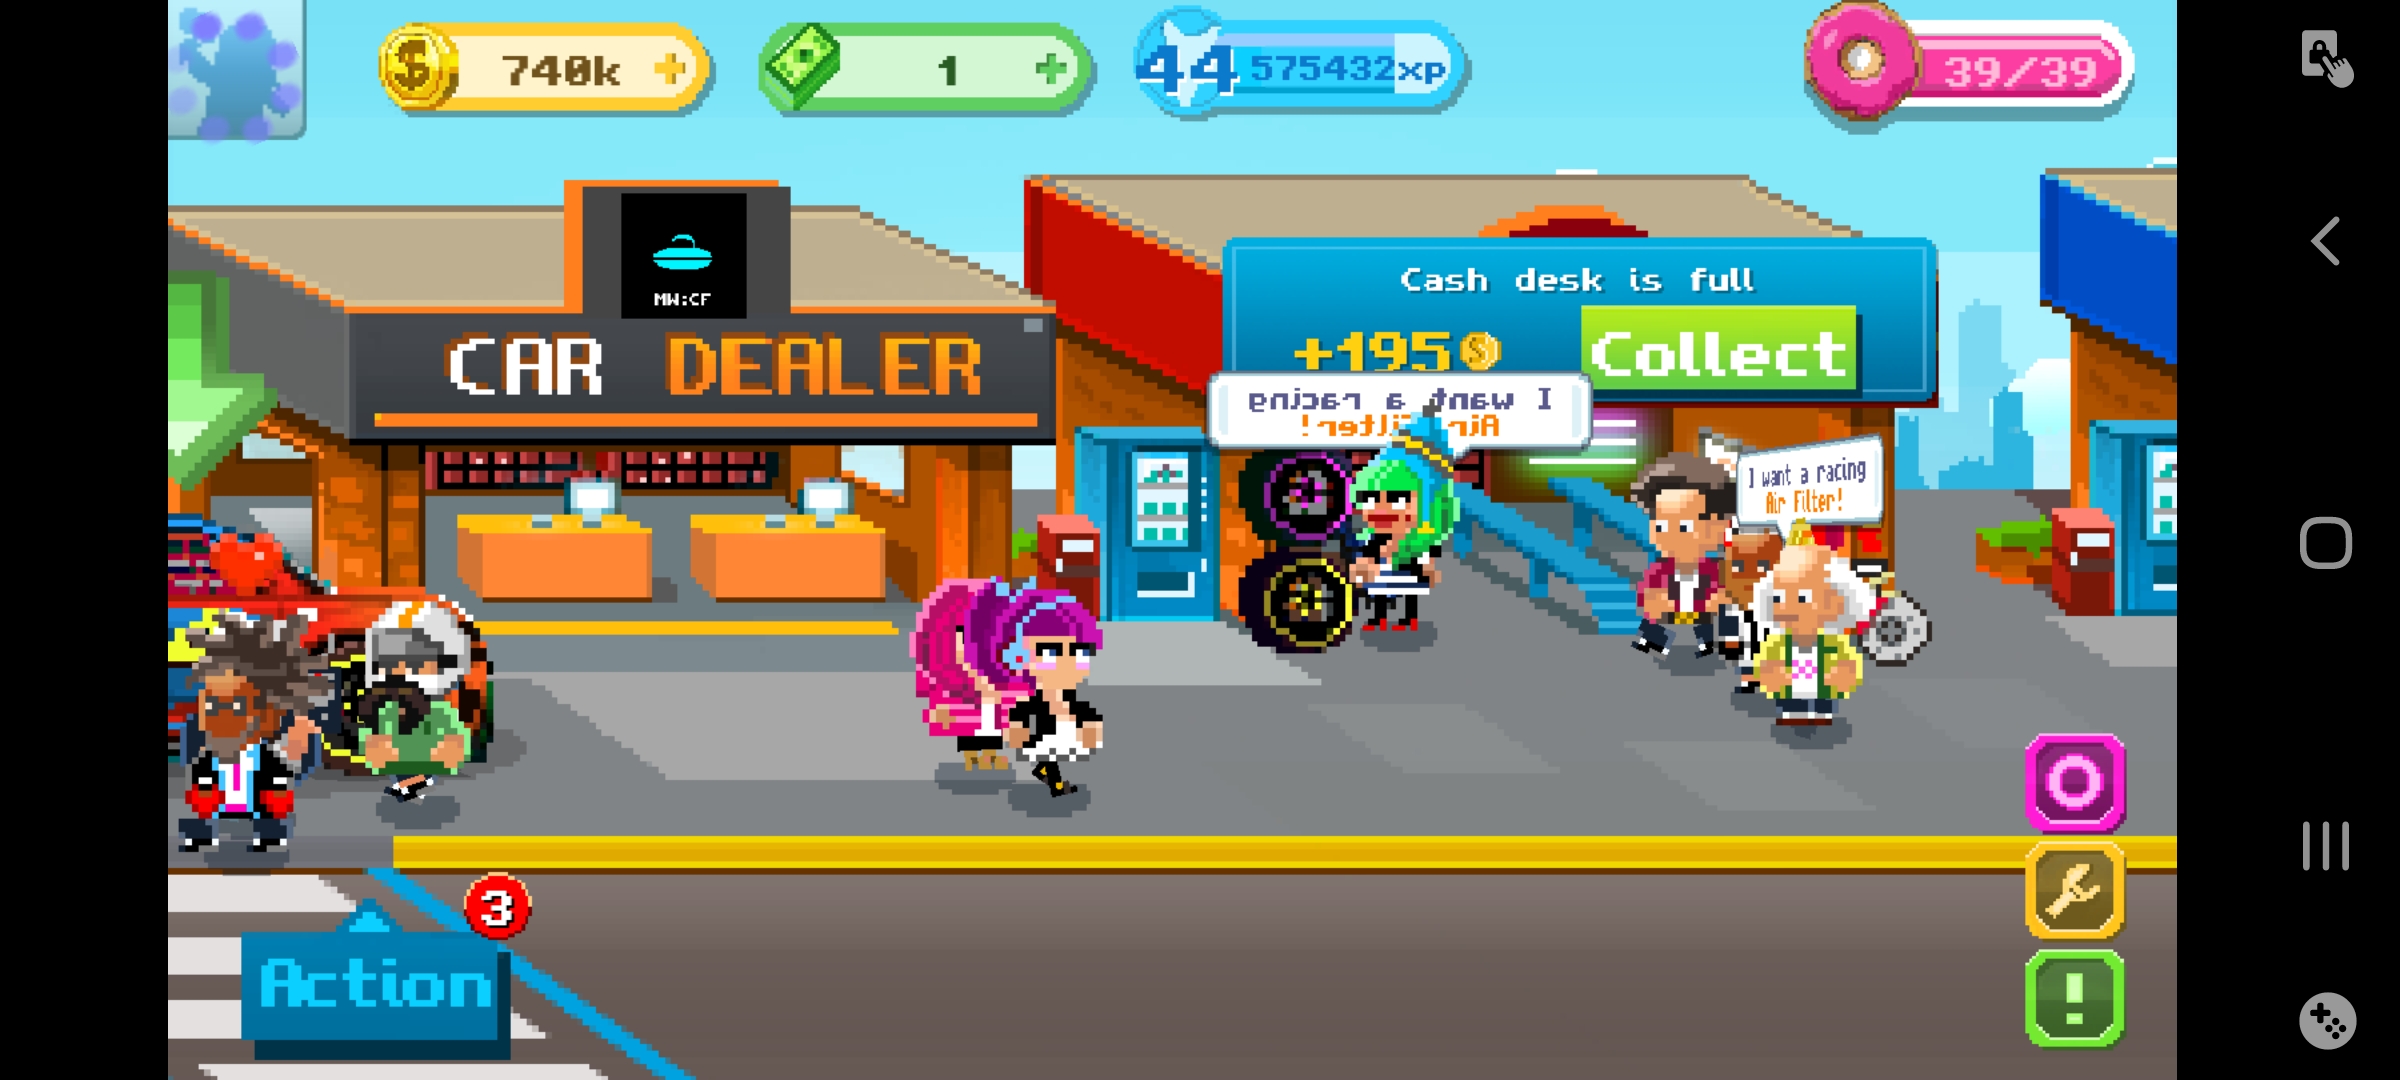 740k
1
44 575432xp
39/39
MW:CF
CAR DEALER
Cash desk is full
+195
Collect
I want a racing
Air Filter!
I want a racing
Air Filter!
3
Action